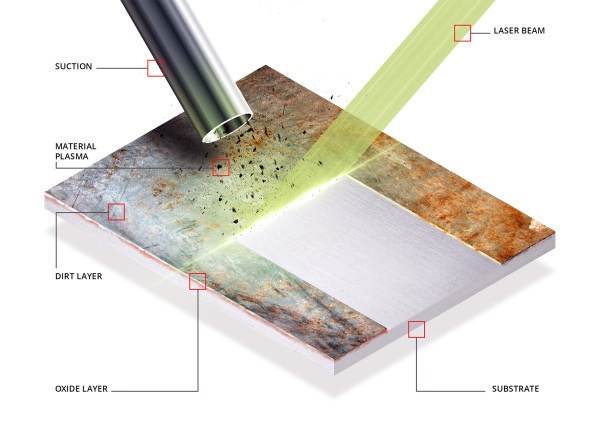 LASER BEAM
SUCTION
MATERIAL
PLASMA
DIRT LAYER
OXIDE LAYER
SUBSTRATE